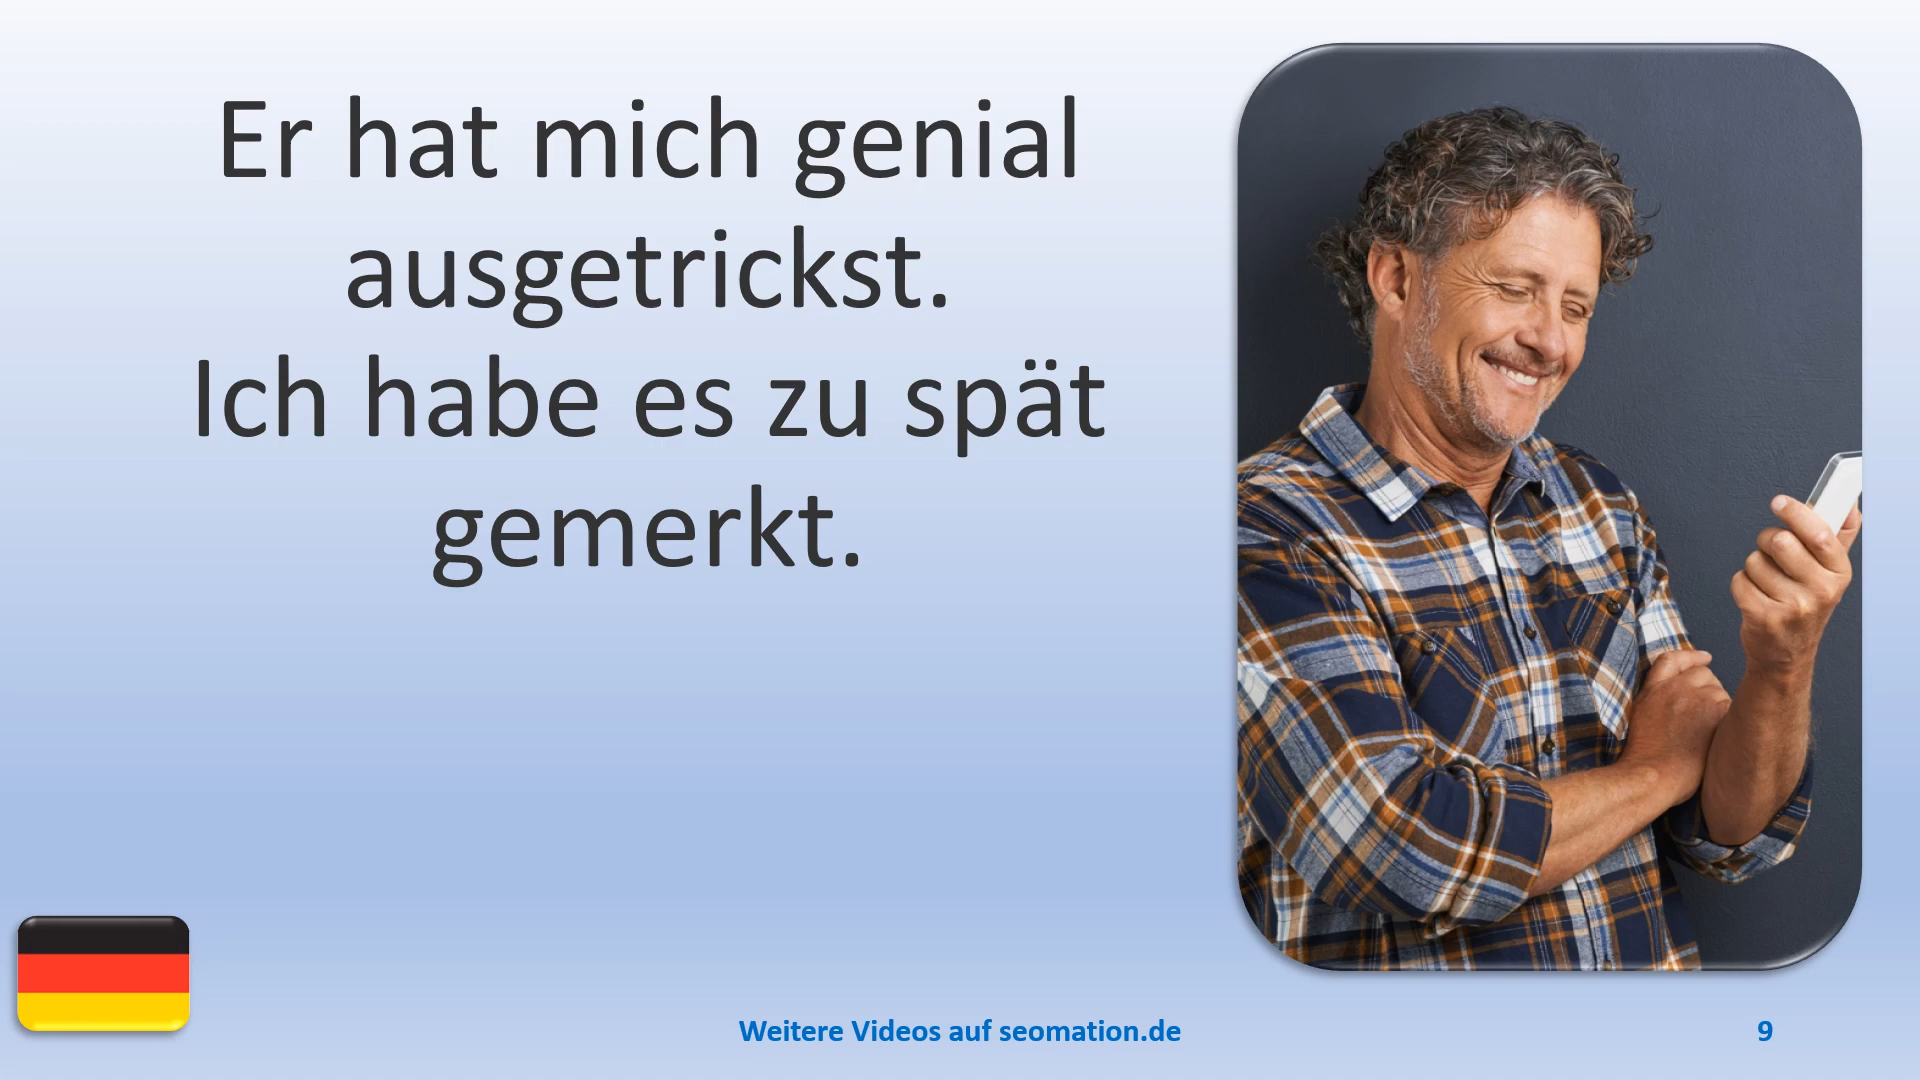 Er hat mich genial
ausgetrickst.
Ich habe es zu spät
gemerkt.
Weitere Videos auf seomation.de
9